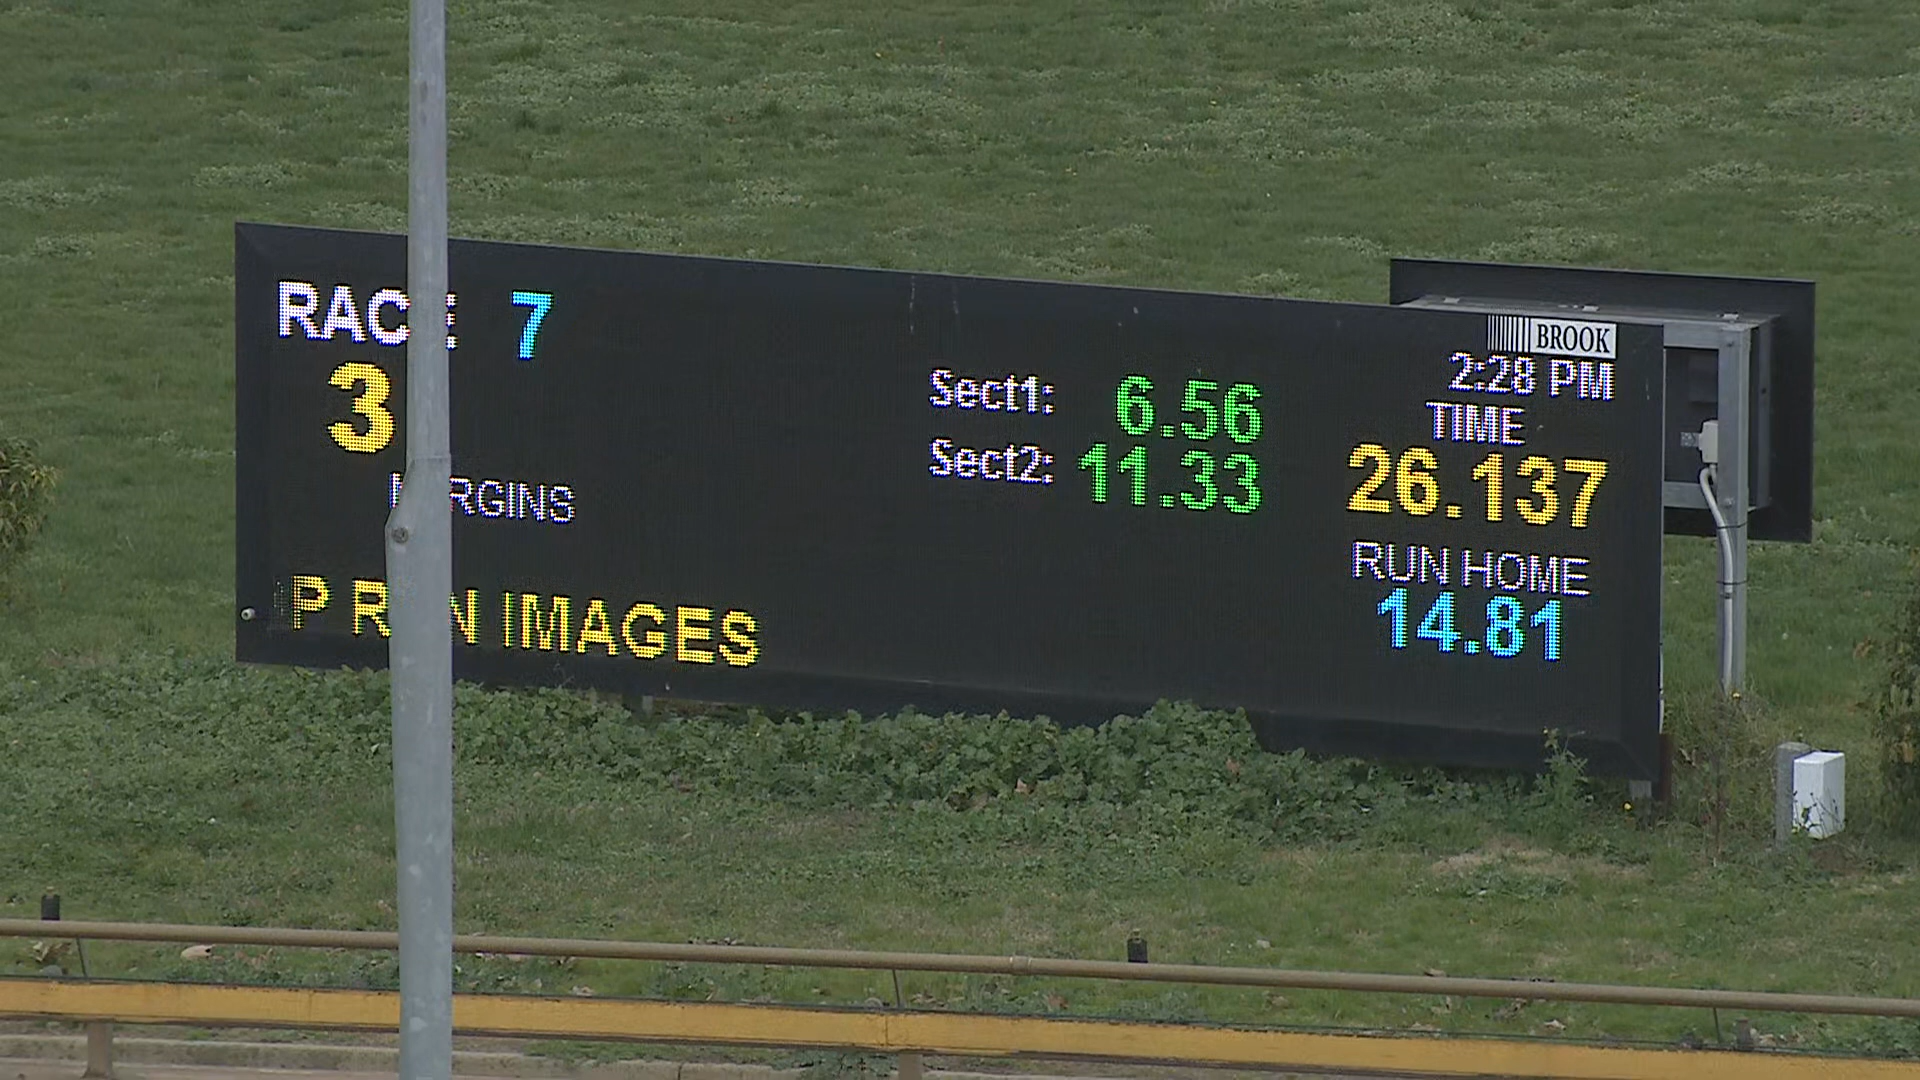 RACE 7
3
Sect1: 6.56
Sect2: 11.33
BROOK
2:28 PM
TIME
26.137
RUN HOME
14.81
MARGINS
IMAGES